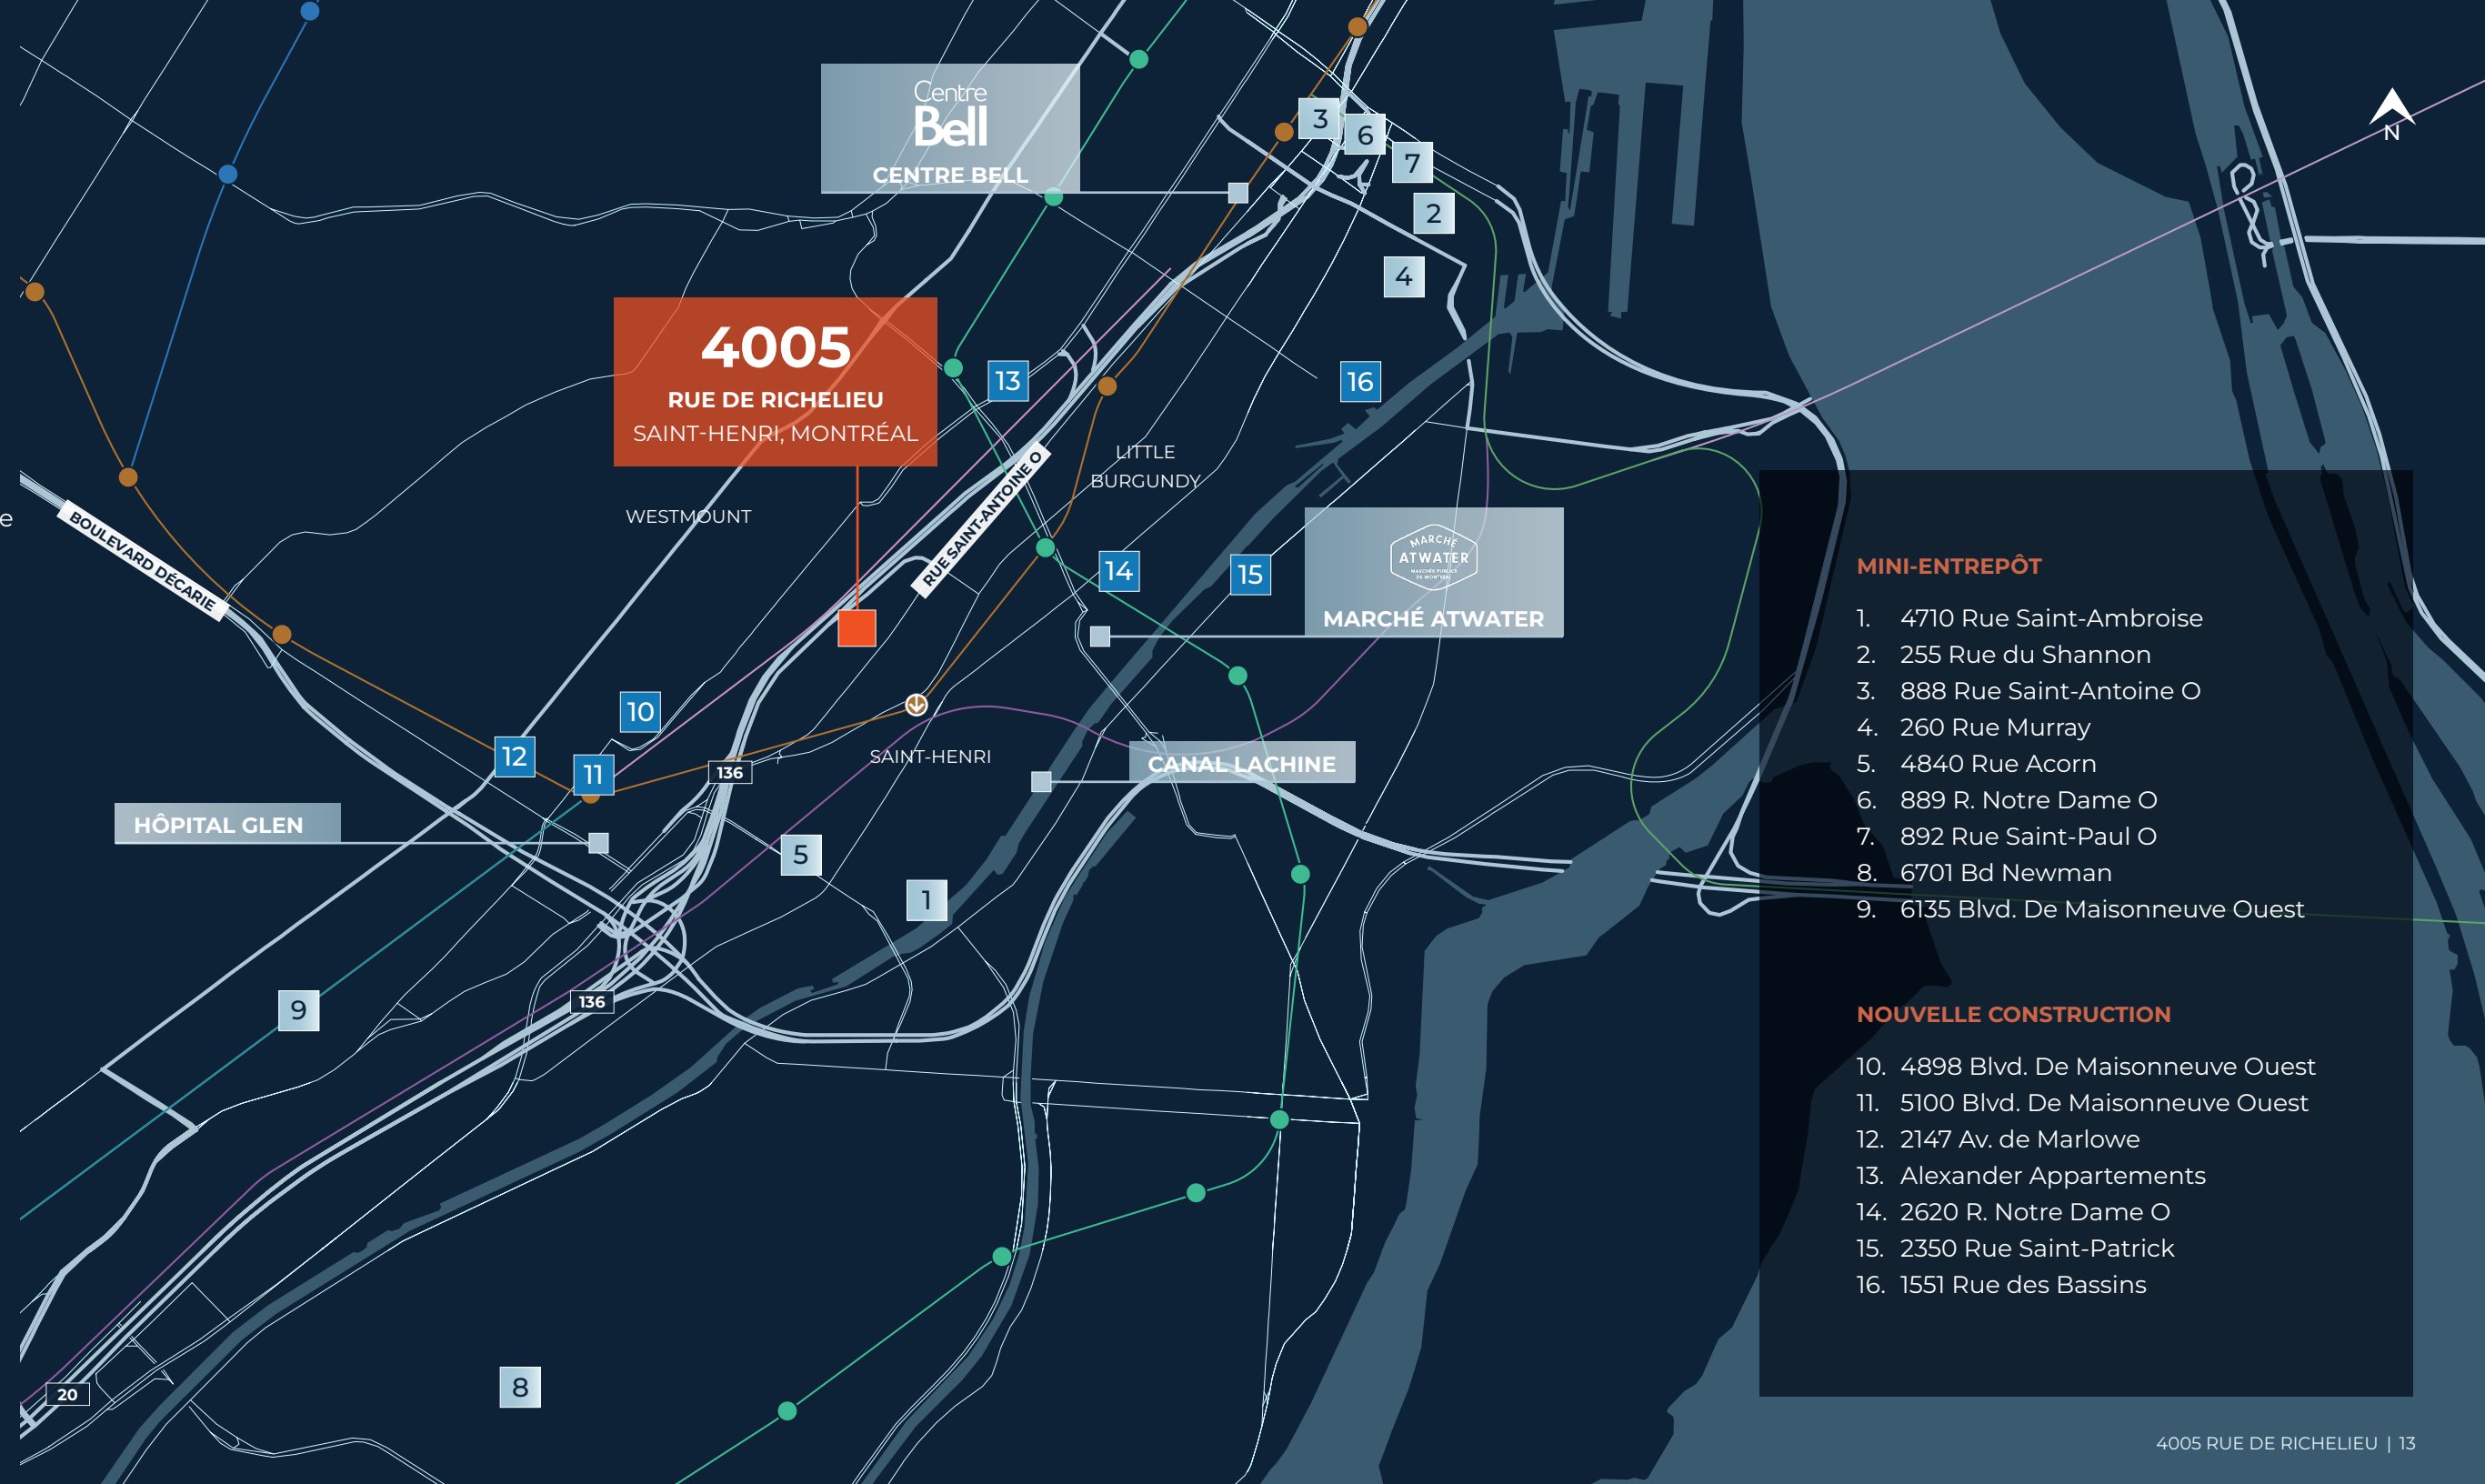 Centre
Bell
CENTRE BELL
3
6
7
N
2
4
4005
RUE DE RICHELIEU
SAINT-HENRI, MONTRÉAL
13
16
LITTLE
BURGUNDY
RUE SAINT-ANTOINE O
WESTMOUNT
BOULEVARD DÉCARIE
e
14
15
MARCHÉ
ATWATER
MARCHÉS PUBLICS
DE MONTRÉAL
MARCHÉ ATWATER
10
12
11
136
SAINT-HENRI
CANAL LACHINE
HÔPITAL GLEN
5
1
9
136
8
20
MINI-ENTREPÔT
1. 4710 Rue Saint-Ambroise
2. 255 Rue du Shannon
3. 888 Rue Saint-Antoine O
4. 260 Rue Murray
5. 4840 Rue Acorn
6. 889 R. Notre Dame O
7. 892 Rue Saint-Paul O
8. 6701 Bd Newman
9. 6135 Blvd. De Maisonneuve Ouest
NOUVELLE CONSTRUCTION
10. 4898 Blvd. De Maisonneuve Ouest
11. 5100 Blvd. De Maisonneuve Ouest
12. 2147 Av. de Marlowe
13. Alexander Appartements
14. 2620 R. Notre Dame O
15. 2350 Rue Saint-Patrick
16. 1551 Rue des Bassins
4005 RUE DE RICHELIEU | 13